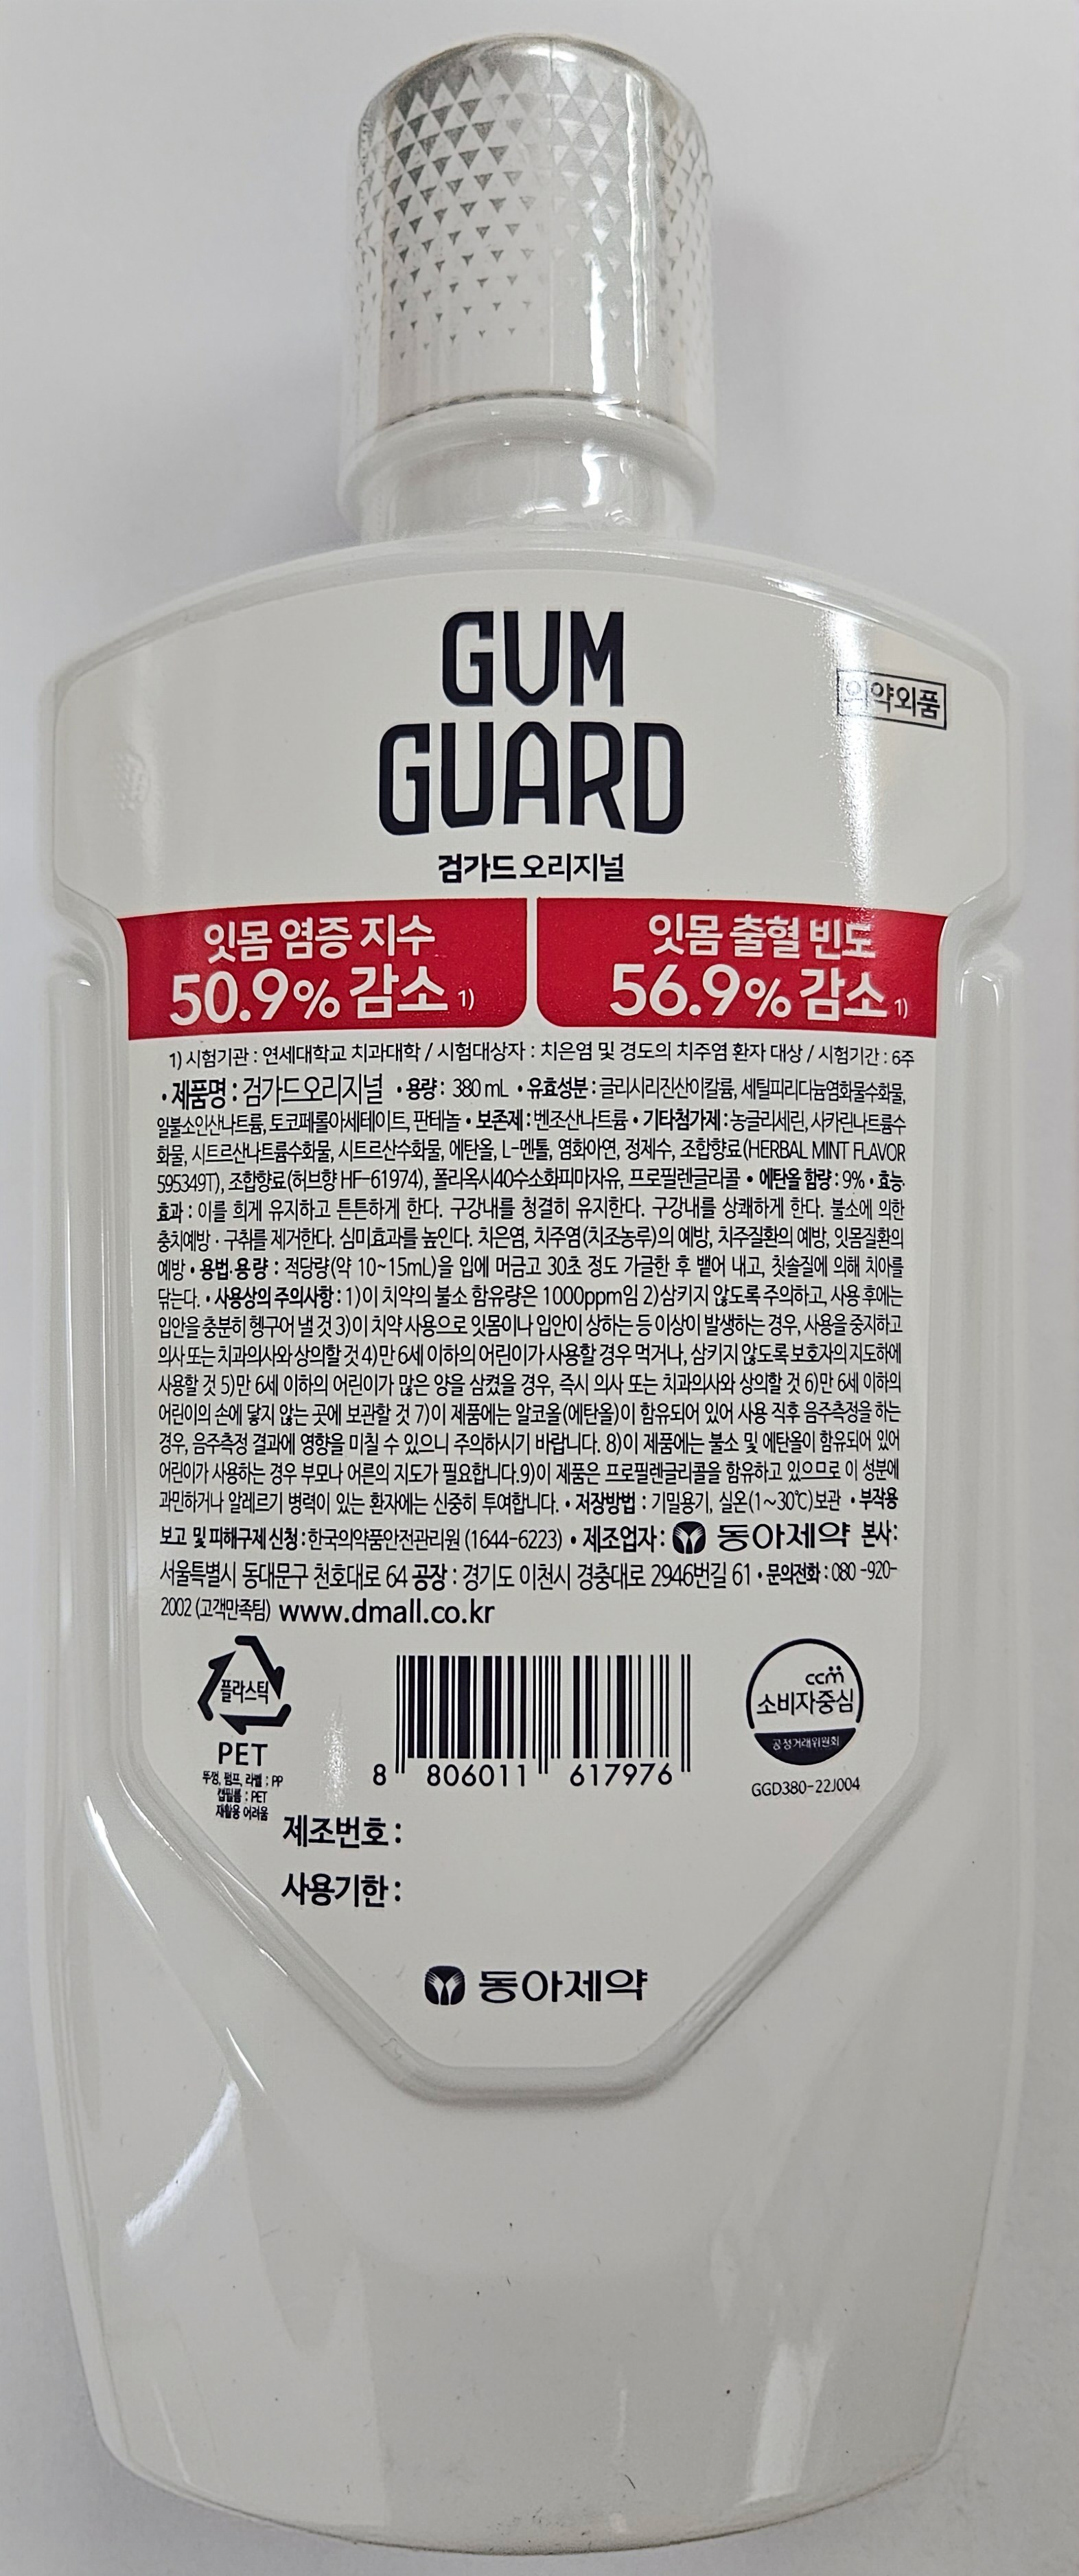 GUM
GUARD
의약외품
검가드 오리지널
잇몸 염증 지수
50.9% 감소 1)
잇몸 출혈 빈도
56.9% 감소 1)
1) 시험기관 : 연세대학교 치과대학 / 시험대상자 : 치은염 및 경도의 치주염 환자 대상 / 시험기간 : 6주
• 제품명 : 검가드오리지널 • 용량 : 380 mL • 유효성분 : 글리시리진산이칼륨, 세틸피리디늄염화물수화물,
일불소인산나트륨, 토코페롤아세테이트, 판테놀 • 보존제 : 벤조산나트륨 • 기타첨가제 : 농글리세린, 사카린나트륨수
화물, 시트르산나트륨수화물, 시트르산수화물, 에탄올, L-멘톨, 염화아연, 정제수, 조합향료(HERBAL MINT FLAVOR
595349T), 조합향료(허브향 HF-61974), 폴리옥시40수소화피마자유, 프로필렌글리콜 • 에탄올 함량 : 9% • 효능·
효과 : 이를 희게 유지하고 튼튼하게 한다. 구강내를 청결히 유지한다. 구강내를 상쾌하게 한다. 불소에 의한
충치예방 · 구취를 제거한다. 심미효과를 높인다. 치은염, 치주염(치조농루)의 예방, 치주질환의 예방, 잇몸질환의
예방 • 용법·용량 : 적당량(약 10~15mL)을 입에 머금고 30초 정도 가글한 후 뱉어 내고, 칫솔질에 의해 치아를
닦는다. • 사용상의 주의사항 : 1)이 치약의 불소 함유량은 1000ppm임 2)삼키지 않도록 주의하고, 사용 후에는
입안을 충분히 헹구어 낼 것 3)이 치약 사용으로 잇몸이나 입안이 상하는 등 이상이 발생하는 경우, 사용을 중지하고
의사 또는 치과의사와 상의할 것 4)만 6세 이하의 어린이가 사용할 경우 먹거나, 삼키지 않도록 보호자의 지도하에
사용할 것 5)만 6세 이하의 어린이가 많은 양을 삼켰을 경우, 즉시 의사 또는 치과의사와 상의할 것 6)만 6세 이하의
어린이의 손에 닿지 않는 곳에 보관할 것 7)이 제품에는 알코올(에탄올)이 함유되어 있어 사용 직후 음주측정을 하는
경우, 음주측정 결과에 영향을 미칠 수 있으니 주의하시기 바랍니다. 8)이 제품에는 불소 및 에탄올이 함유되어 있어
어린이가 사용하는 경우 부모나 어른의 지도가 필요합니다.9)이 제품은 프로필렌글리콜을 함유하고 있으므로 이 성분에
과민하거나 알레르기 병력이 있는 환자에는 신중히 투여합니다. • 저장방법 : 기밀용기, 실온(1~30℃)보관 • 부작용
보고 및 피해구제 신청 : 한국의약품안전관리원 (1644-6223) • 제조업자 : 동아제약 본사 :
서울특별시 동대문구 천호대로 64 공장 : 경기도 이천시 경충대로 2946번길 61 • 문의전화 : 080 -920-
2002 (고객만족팀) www.dmall.co.kr
플라스틱
PET
뚜껑, 펌프, 라벨 : PP
캡필름 : PET
재활용 어려움
8 806011 617976
ccm
소비자중심
공정거래위원회
GGD380-22J004
제조번호 :
사용기한 :
동아제약